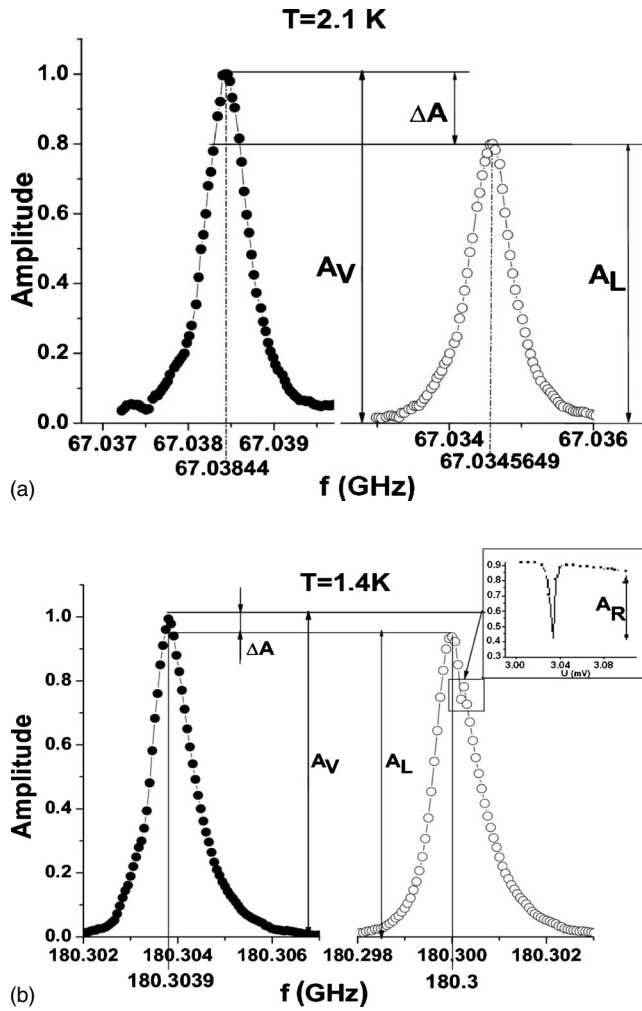 T=2.1 K
1.0
0.8
0.6
0.4
0.2
0.0
Amplitude
ΔA
A_V
A_L
67.037 67.038 67.039 67.034 67.036
67.03844 67.0345649
(a) f (GHz)
T=1.4K
1.0
0.8
0.6
0.4
0.2
0.0
Amplitude
ΔA
A_V
A_L
0.9
0.8
0.7
0.6
0.5
0.4
0.3
A_R
3.00 3.04 3.08
U (mV)
180.302 180.304 180.306 180.298 180.300 180.302
180.3039 180.3
(b) f (GHz)